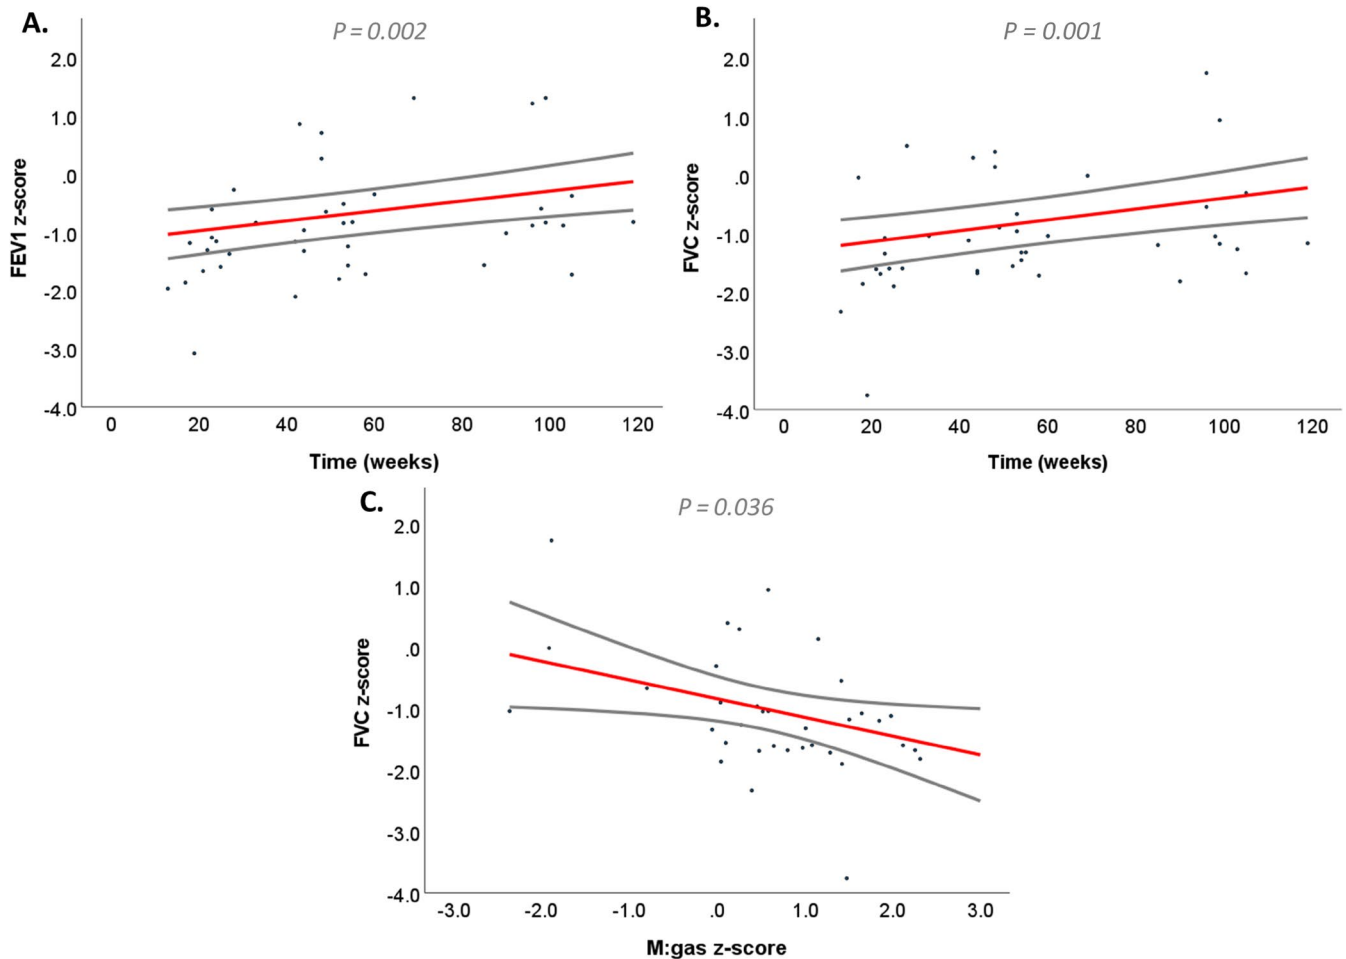 A.
P = 0.002
2.0
1.0
.0
-1.0
-2.0
-3.0
-4.0
FEV1 z-score
0 20 40 60 80 100 120
Time (weeks)
B.
P = 0.001
2.0
1.0
.0
-1.0
-2.0
-3.0
-4.0
FVC z-score
0 20 40 60 80 100 120
Time (weeks)
C.
P = 0.036
2.0
1.0
.0
-1.0
-2.0
-3.0
-4.0
FVC z-score
-3.0 -2.0 -1.0 .0 1.0 2.0 3.0
M:gas z-score